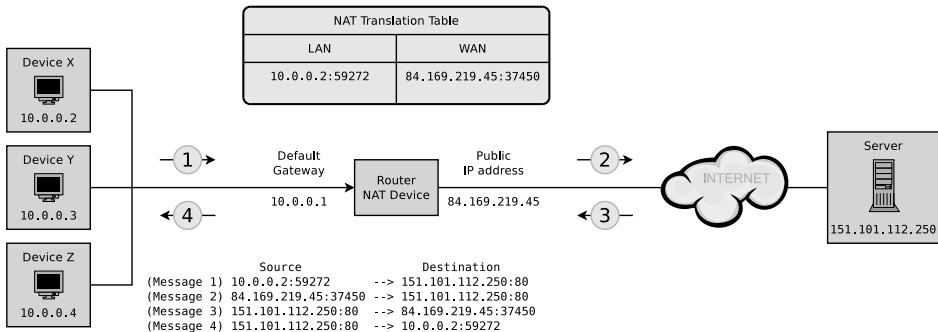 NAT Translation Table
LAN WAN
10.0.0.2:59272 84.169.219.45:37450
Device X
10.0.0.2
Device Y
10.0.0.3
Device Z
10.0.0.4
1
4
Default
Gateway
10.0.0.1
Router
NAT Device
Public
IP address
84.169.219.45
2
3
INTERNET
Server
151.101.112.250
Source Destination
(Message 1) 10.0.0.2:59272 --> 151.101.112.250:80
(Message 2) 84.169.219.45:37450 --> 151.101.112.250:80
(Message 3) 151.101.112.250:80 --> 84.169.219.45:37450
(Message 4) 151.101.112.250:80 --> 10.0.0.2:59272